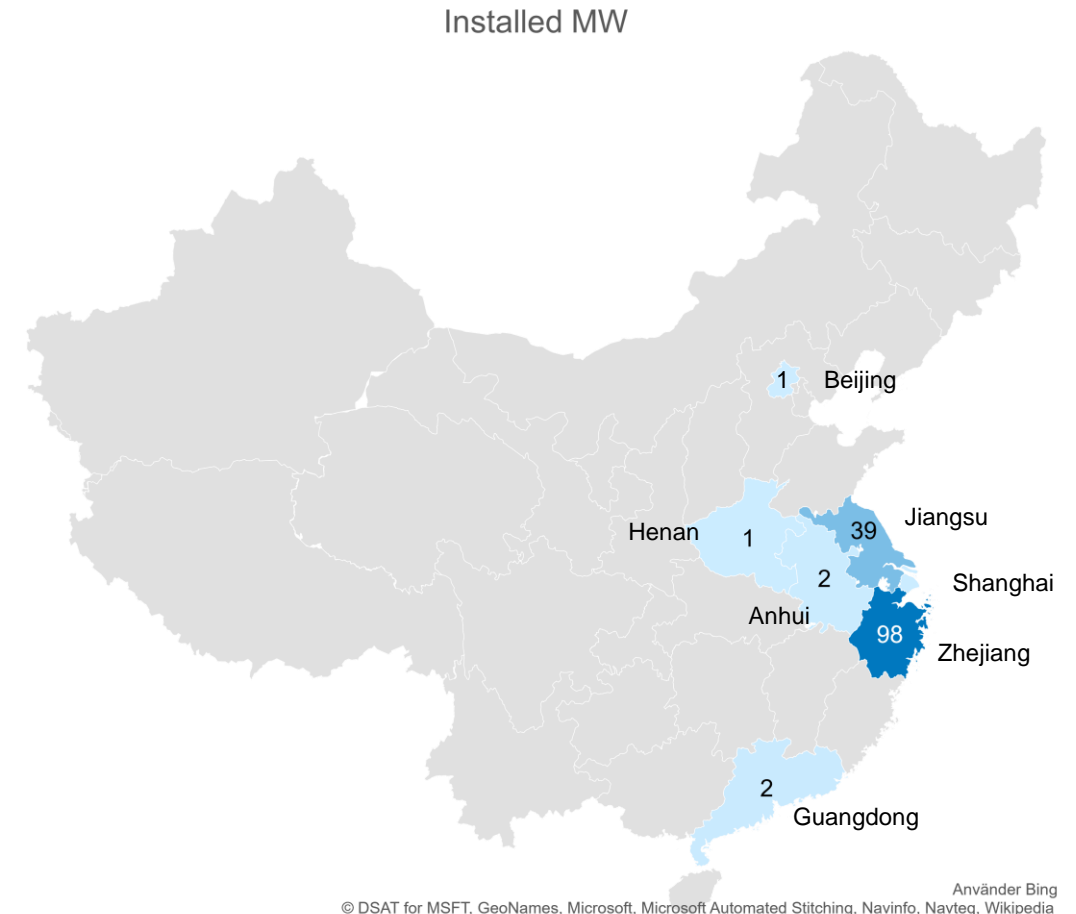 Installed MW
1 Beijing
Jiangsu
39
Henan
1
2
Shanghai
Anhui
98
Zhejiang
2
Guangdong
Använder Bing
© DSAT for MSFT, GeoNames, Microsoft, Microsoft Automated Stitching, Navinfo, Navteq, Wikipedia